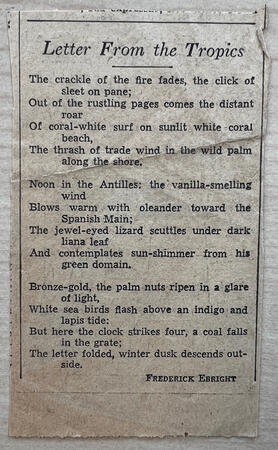 Letter From the Tropics
The crackle of the fire fades, the click of
sleet on pane;
Out of the rustling pages comes the distant
roar
Of coral-white surf on sunlit white coral
beach,
The thrash of trade wind in the wild palm
along the shore.
Noon in the Antilles: the vanilla-smelling
wind
Blows warm with oleander toward the
Spanish Main;
The jewel-eyed lizard scuttles under dark
liana leaf
And contemplates sun-shimmer from his
green domain.
Bronze-gold, the palm nuts ripen in a glare
of light,
White sea birds flash above an indigo and
lapis tide:
But here the clock strikes four, a coal falls
in the grate;
The letter folded, winter dusk descends out-
side.
FREDERICK EBRIGHT